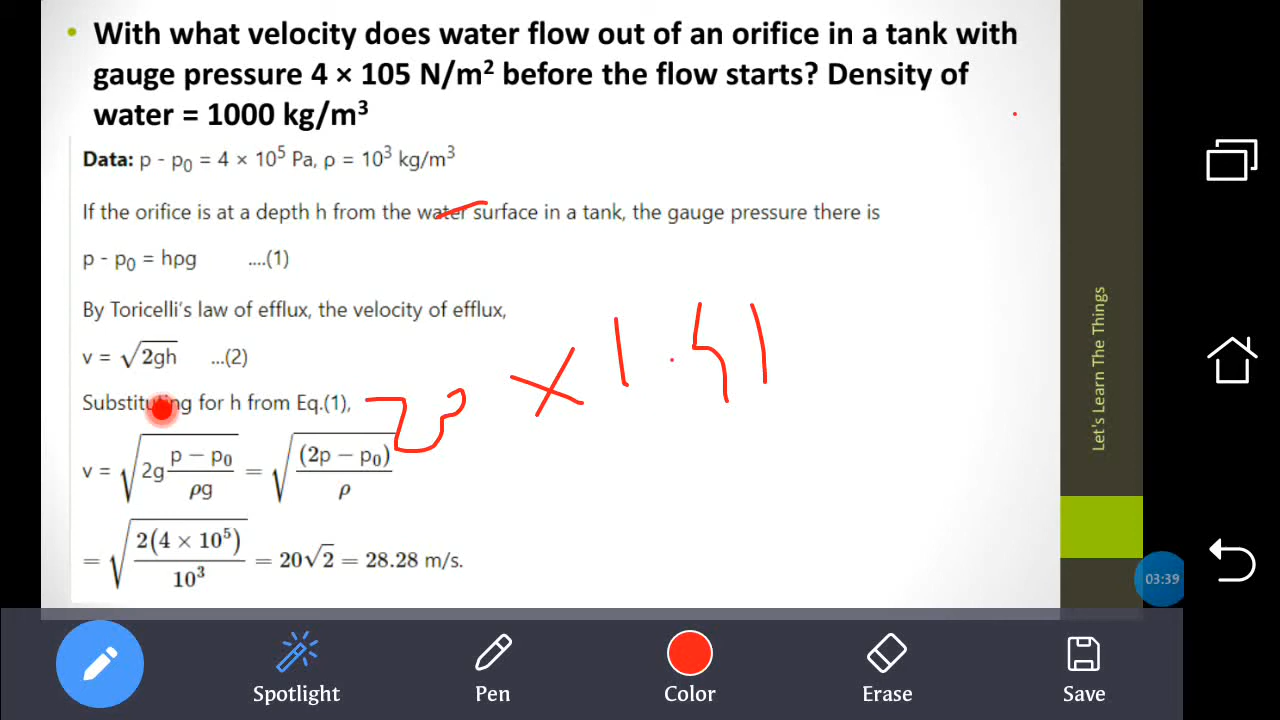 With what velocity does water flow out of an orifice in a tank with
gauge pressure 4 × 105 N/m² before the flow starts? Density of
water = 1000 kg/m³
Data: p - p₀ = 4 × 10⁵ Pa, ρ = 10³ kg/m³
If the orifice is at a depth h from the water surface in a tank, the gauge pressure there is
p - p₀ = hρg ....(1)
By Toricelli's law of efflux, the velocity of efflux,
v = √2gh ...(2)
Substituting for h from Eq.(1),
20 × 1.41
v = √(2g (p − p₀)/ρg) = √((2p − p₀)/ρ)
= √(2(4 × 10⁵)/10³) = 20√2 = 28.28 m/s.
Let's Learn The Things
03:39
Spotlight
Pen
Color
Erase
Save